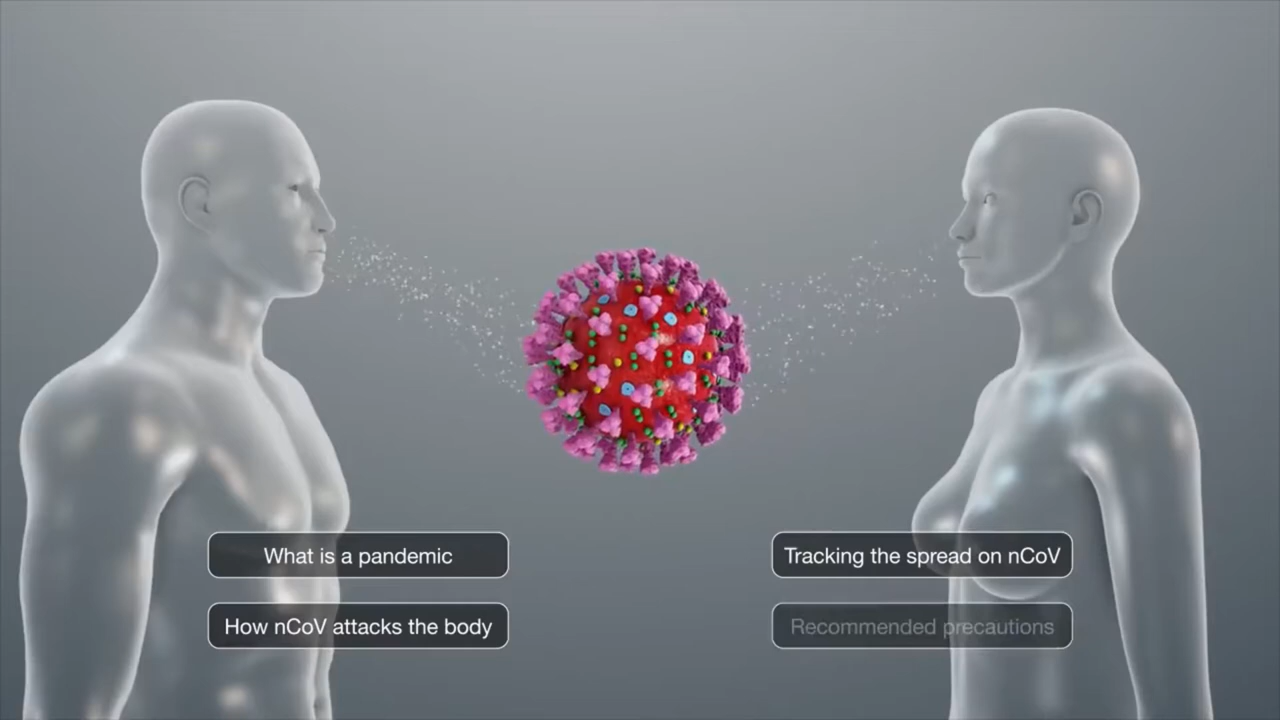 What is a pandemic
How nCoV attacks the body
Tracking the spread on nCoV
Recommended precautions